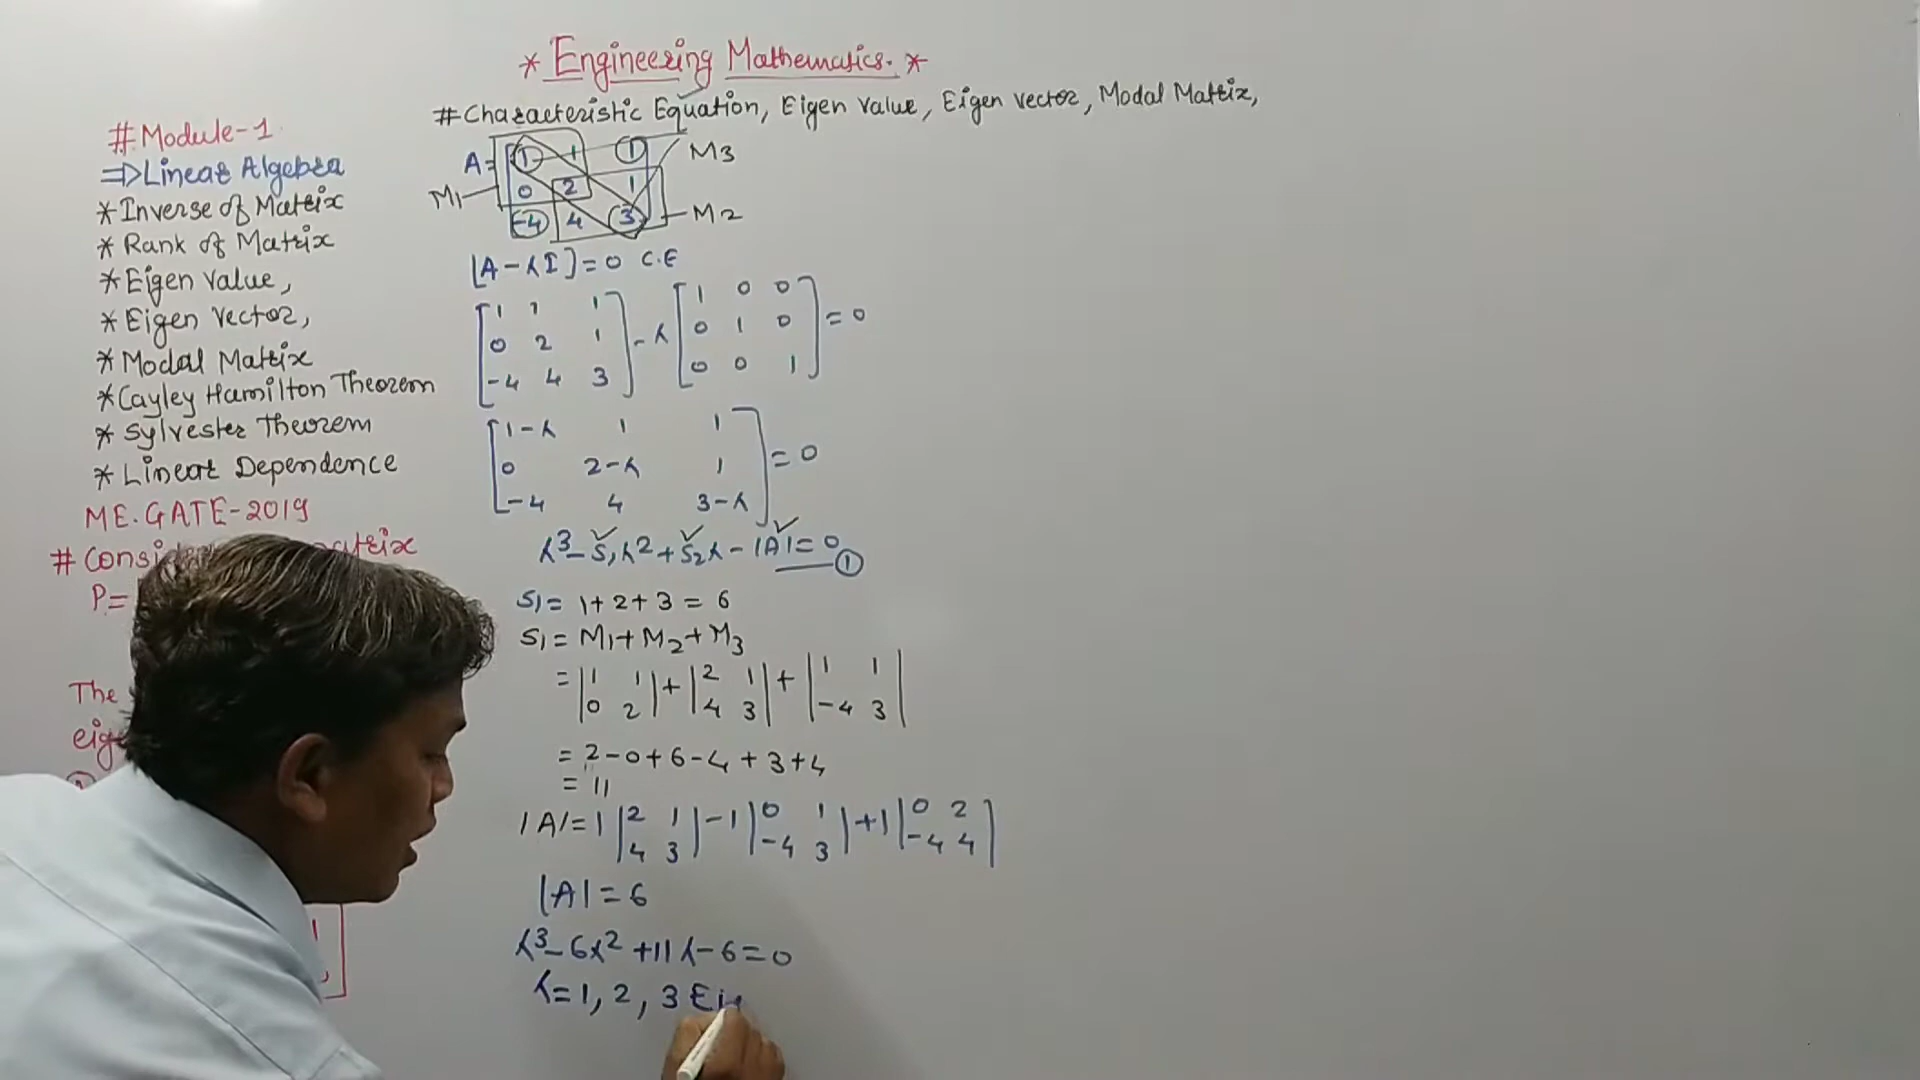 * Engineering Mathematics. *
# Characteristic Equation, Eigen value, Eigen vector, Modal Matrix,
# Module-1
⇒ Linear Algebra
* Inverse of Matrix
* Rank of Matrix
* Eigen Value,
* Eigen Vector,
* Modal Matrix
* Cayley Hamilton Theorem
* Sylvester Theorem
* Linear Dependence
ME. GATE-2019
P=
The
A= 1 1 1 M3
M1 0 2 1
-4 4 3 M2
[A-λI]=0 C.E
[1 1 1] [1 0 0]
[0 2 1] -λ [0 1 0] =0
[-4 4 3] [0 0 1]
[1-λ 1 1]
[0 2-λ 1] =0
[-4 4 3-λ]
λ³-S₁λ²+S₂λ-|A|=0 ①
S₁= 1+2+3 = 6
S₁= M₁+M₂+M₃
= |1 1| + |2 1| + |1 1|
|0 2| |4 3| |-4 3|
= 2-0+6-4+3+4
= 11
|A|=1 |2 1| -1 |0 1| +1 |0 2|
|4 3| |-4 3| |-4 4|
|A|=6
λ³-6λ²+11λ-6=0
λ=1, 2, 3 Ei